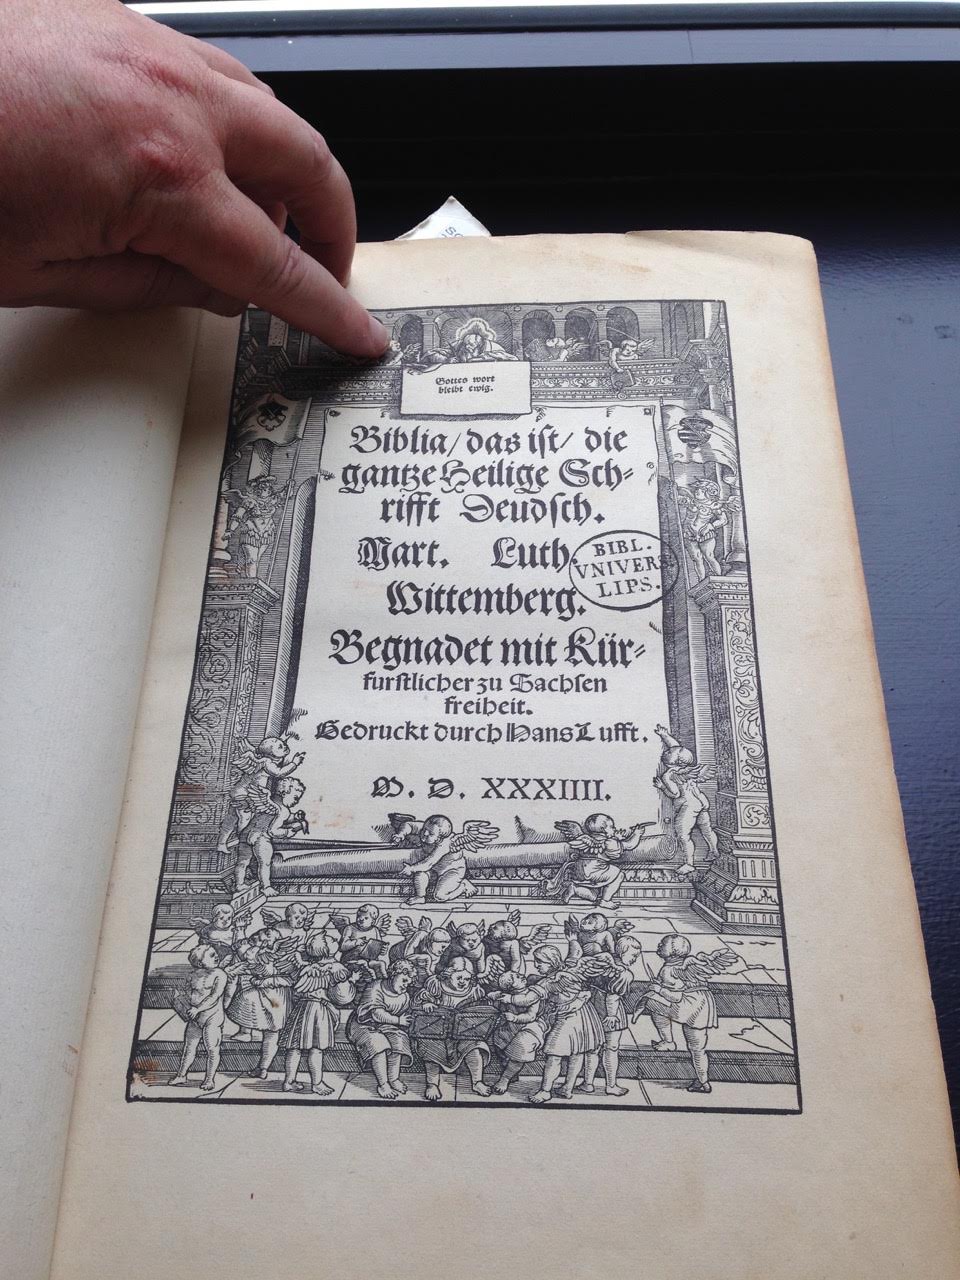 Gottes wort
bleibt ewig.
Biblia/ das ist/ die
gantze Heilige Sch-
rifft Deudsch.
Mart. Luth.
Wittemberg.
BIBL.
VNIVERS.
LIPS.
Begnadet mit Kür-
furstlicher zu Sachsen
freiheit.
Gedruckt durch Hans Lufft.
M. D. XXXIIII.